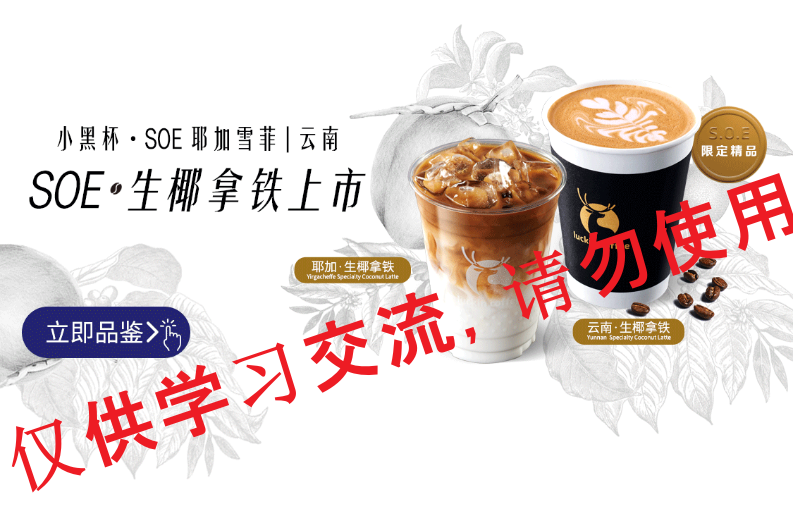 小黑杯·SOE 耶加雪菲|云南
SOE·生椰拿铁上市
S.O.E
限定精品
luckin coffee
耶加·生椰拿铁
Yirgacheffe Specialty Coconut Latte
云南·生椰拿铁
Yunnan Specialty Coconut Latte
立即品鉴>
仅供学习交流,请勿使用